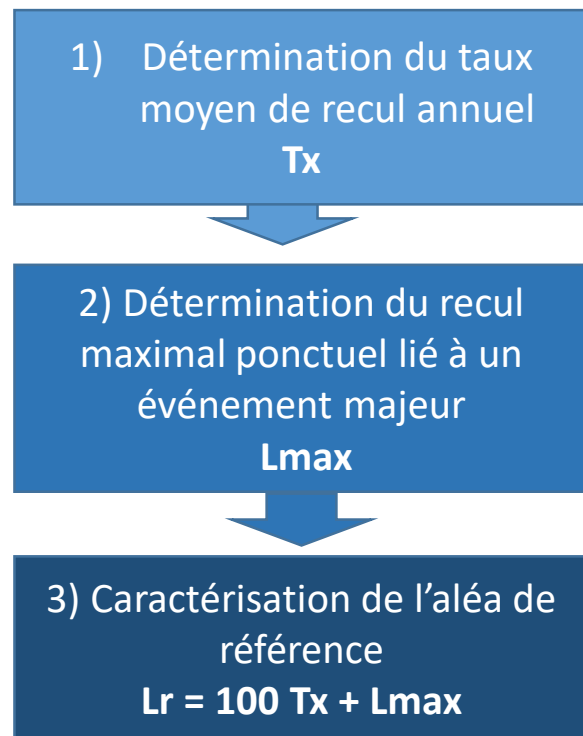 1) Détermination du taux
moyen de recul annuel
Tx
2) Détermination du recul
maximal ponctuel lié à un
événement majeur
Lmax
3) Caractérisation de l’aléa de
référence
Lr = 100 Tx + Lmax